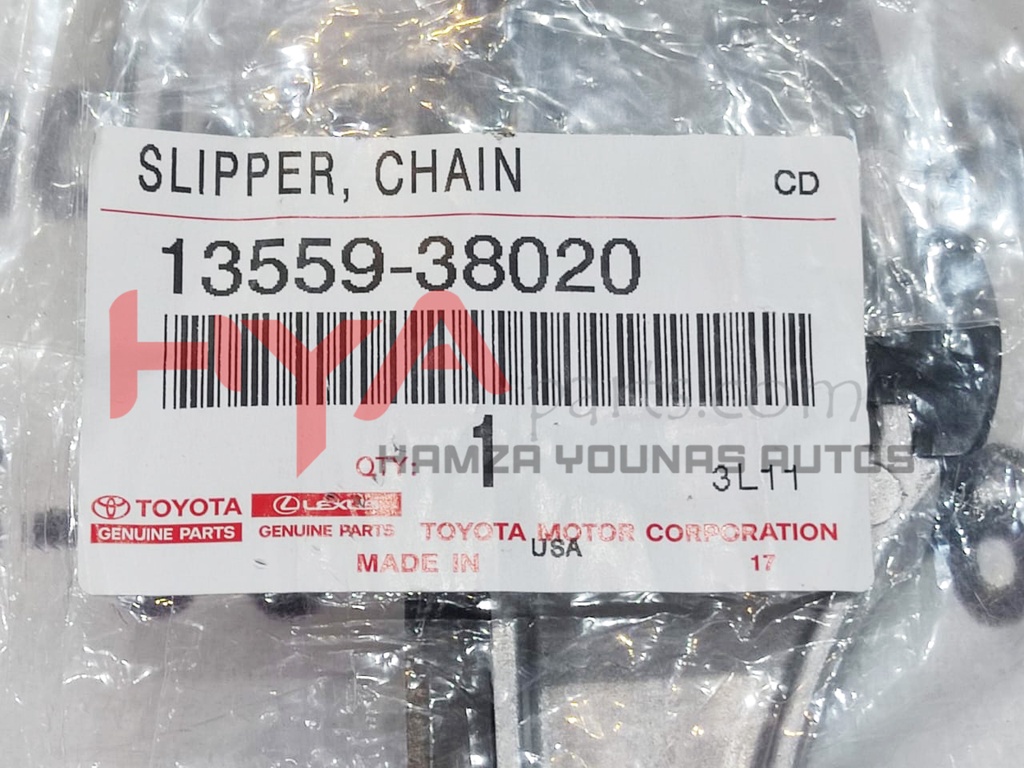 SLIPPER, CHAIN CD
13559-38020
HYA parts.com
QTY: 1
HAMZA YOUNAS AUTOS
3L11
TOYOTA LEXUS
GENUINE PARTS GENUINE PARTS TOYOTA MOTOR CORPORATION
MADE IN USA 17